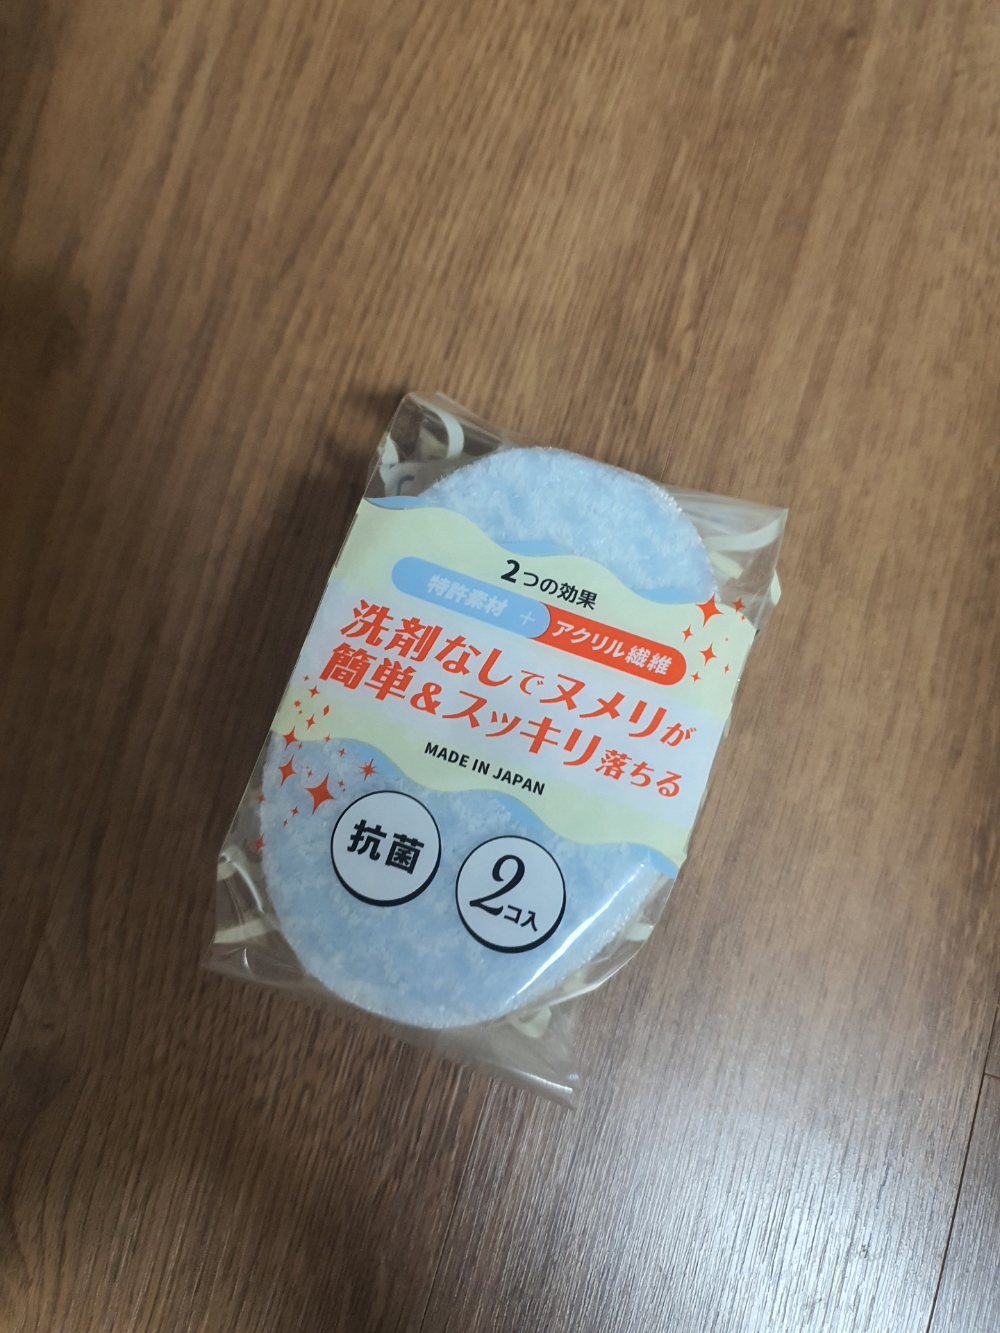 2つの効果
特許素材 + アクリル繊維
洗剤なしでヌメリが
簡単&スッキリ落ちる
MADE IN JAPAN
抗菌
2コ入